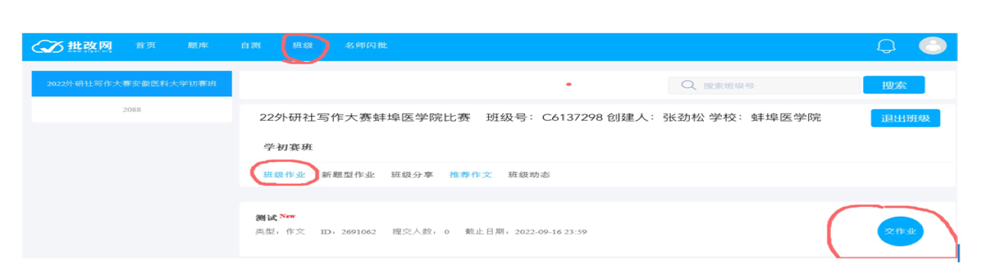 批改网 首页 题库 自测 班级 名师闪批
www.pigai.org
2022外研社写作大赛安徽医科大学初赛班
搜索班级号 搜索
2088
22外研社写作大赛蚌埠医学院比赛 班级号：C6137298 创建人：张劲松 学校：蚌埠医学院 退出班级
学初赛班
班级作业 新题型作业 班级分享 推荐作文 班级动态
测试 New
类型：作文 ID：2691062 提交人数：0 截止日期：2022-09-16 23:59
交作业